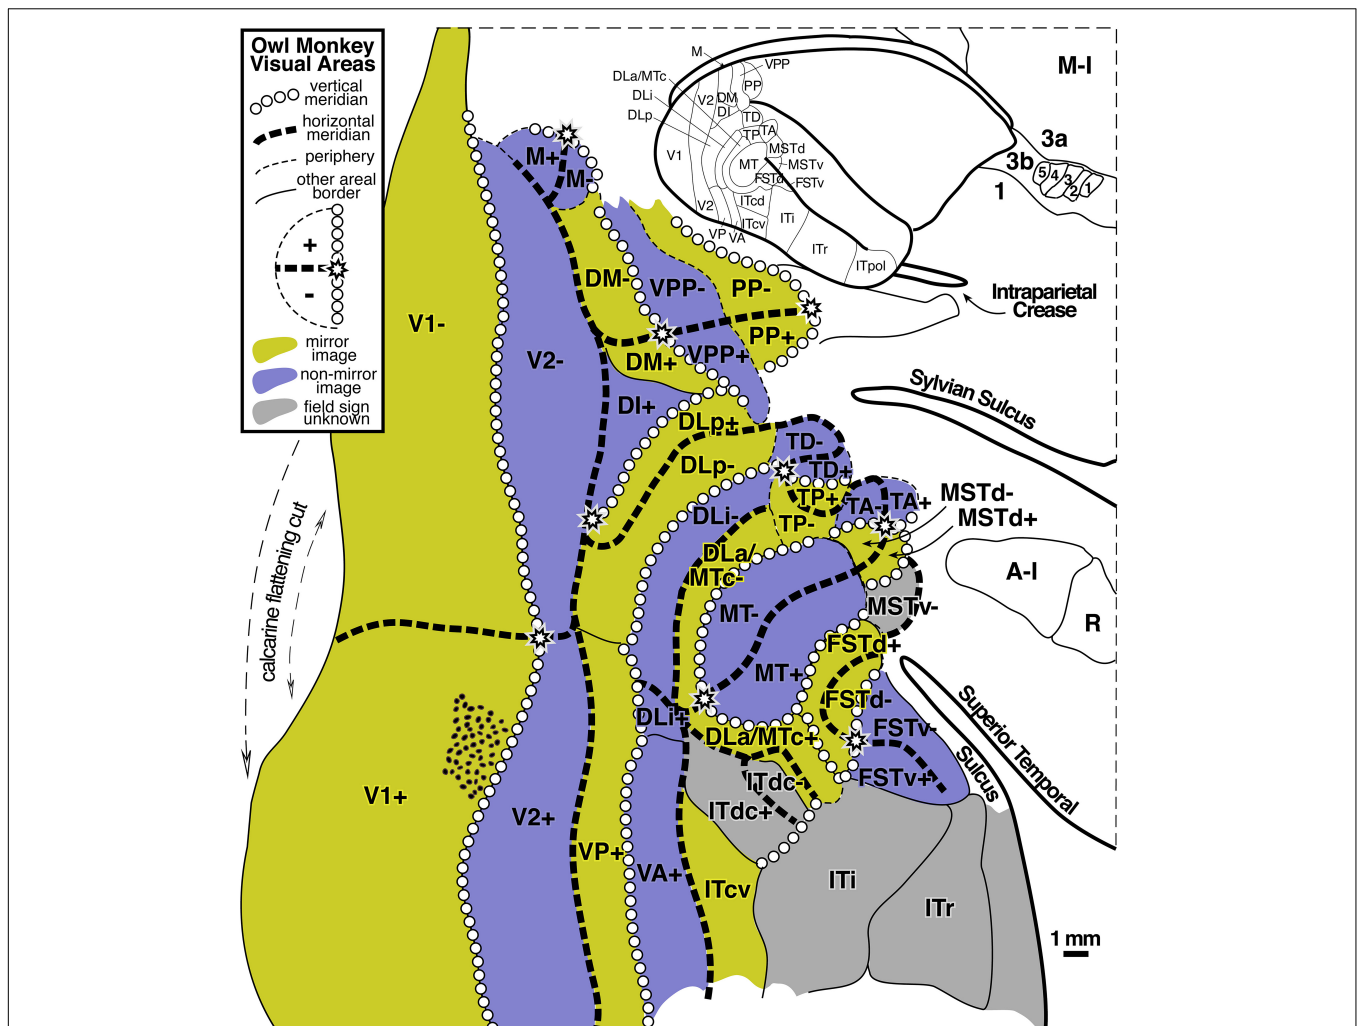 Owl Monkey
Visual Areas
vertical
meridian
horizontal
meridian
periphery
other areal
border
+
-
mirror
image
non-mirror
image
field sign
unknown
calcarine flattening cut
M
VPP
DLa/MTc
DLi
DLp
V2
DM
PP
DI
TD
TP
TA
V1
MT
MSTd
MSTv
FSTd
FSTv
V2
ITcd
ITcv
ITi
VP
VA
ITr
ITpol
M-I
3a
3b
1
5
4
3
2
1
Intraparietal
Crease
Sylvian Sulcus
M+
M-
DM-
VPP-
PP-
V1-
V2-
DM+
VPP+
PP+
DI+
DLp+
DLp-
TD-
TD+
TP+
TP-
TA-
TA+
MSTd-
MSTd+
DLi-
DLa/
MTc-
MT-
MSTv-
A-I
R
FSTd+
MT+
FSTd-
FSTv-
DLi+
DLa/MTc+
FSTv+
Superior Temporal
Sulcus
ITdc-
ITdc+
V1+
V2+
VP+
VA+
ITcv
ITi
ITr
1 mm